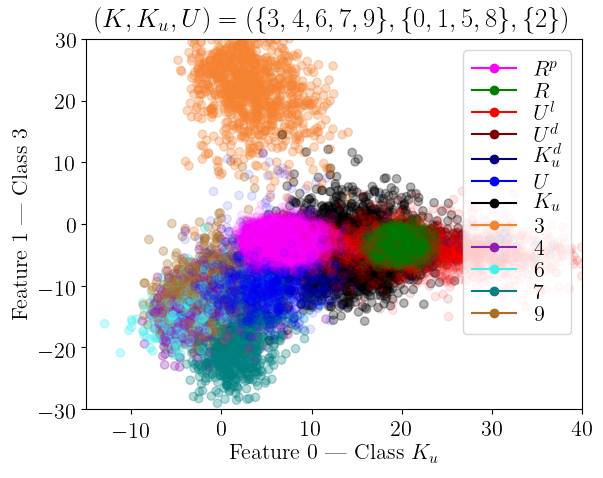 (K, K_u, U) = ({3, 4, 6, 7, 9}, {0, 1, 5, 8}, {2})
30
20
10
0
−10
−20
−30
Feature 1 — Class 3
−10
0
10
20
30
40
Feature 0 — Class K_u
R^p
R
U^l
U^d
K_u^d
U
K_u
3
4
6
7
9